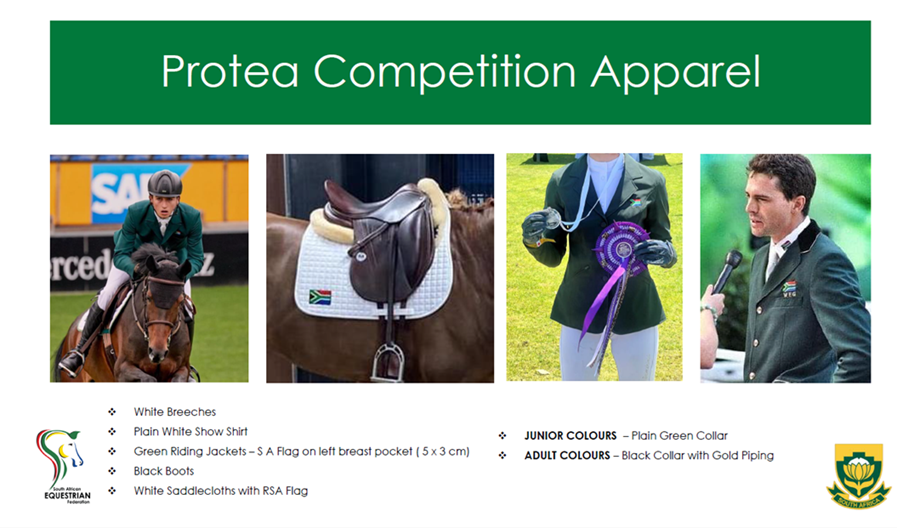 Protea Competition Apparel
SAP
ercedes
❖ White Breeches
❖ Plain White Show Shirt
❖ Green Riding Jackets – S A Flag on left breast pocket ( 5 x 3 cm)
❖ Black Boots
❖ White Saddlecloths with RSA Flag
❖ JUNIOR COLOURS – Plain Green Collar
❖ ADULT COLOURS – Black Collar with Gold Piping
South African
EQUESTRIAN
Federation
SOUTH AFRICA